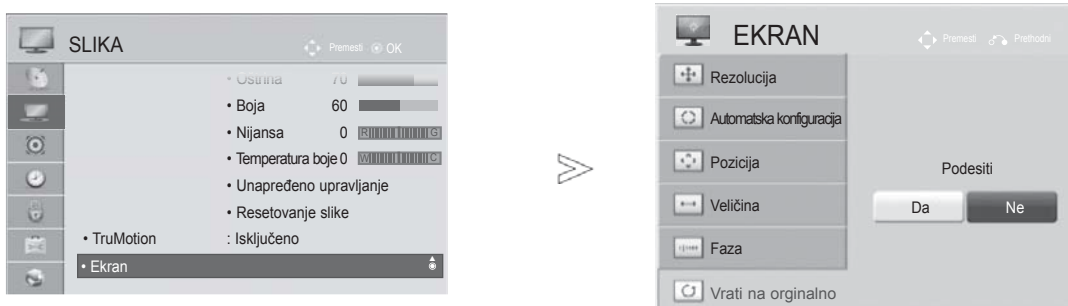 SLIKA
Premesti OK
• Oštrina 70
• Boja 60
• Nijansa 0 R G
• Temperatura boje 0 W C
• Unapređeno upravljanje
• Resetovanje slike
• TruMotion : Isključeno
• Ekran
EKRAN
Premesti Prethodni
Rezolucija
Automatska konfiguracija
Pozicija
Veličina
Faza
Vrati na orginalno
Podesiti
Da Ne